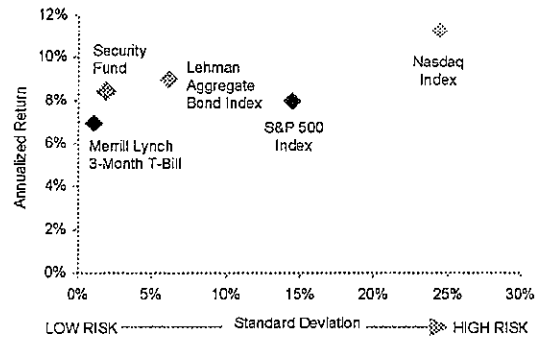 12%
10%
8%
6%
4%
2%
0%
Annualized Return
Security
Fund
Lehman
Aggregate
Bond Index
Nasdaq
Index
Merrill Lynch
3-Month T-Bill
S&P 500
Index
0% 5% 10% 15% 20% 25% 30%
LOW RISK Standard Deviation HIGH RISK